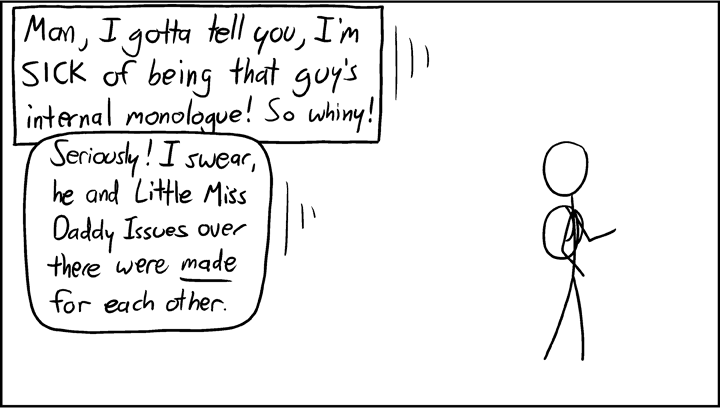 Man, I gotta tell you, I'm
SICK of being that guy's
internal monologue! So whiny!
Seriously! I swear,
he and Little Miss
Daddy Issues over
there were made
for each other.